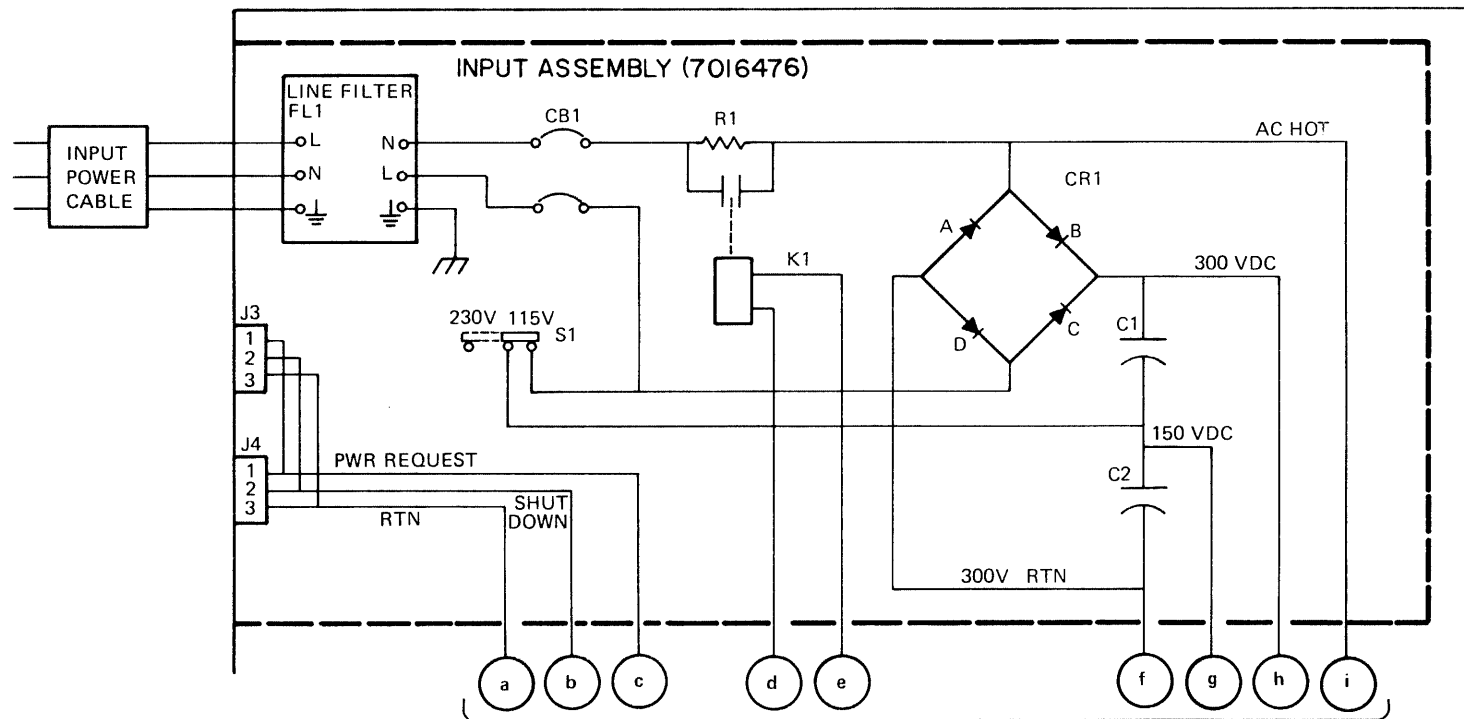 INPUT ASSEMBLY (7016476)
LINE FILTER
FL1
L N
N L
INPUT
POWER
CABLE
CB1
R1
AC HOT
CR1
A B
D C
K1
300 VDC
C1
230V 115V S1
J3
1
2
3
150 VDC
J4
1
2
3
PWR REQUEST
SHUT
DOWN
RTN
C2
300V RTN
a b c d e f g h i